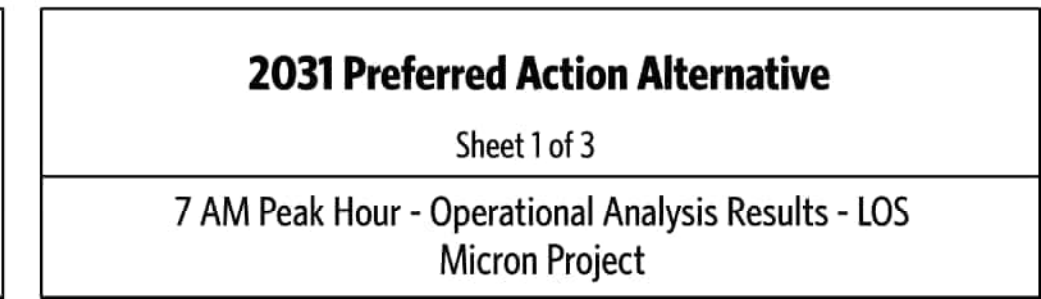 2031 Preferred Action Alternative
Sheet 1 of 3
7 AM Peak Hour - Operational Analysis Results - LOS
Micron Project